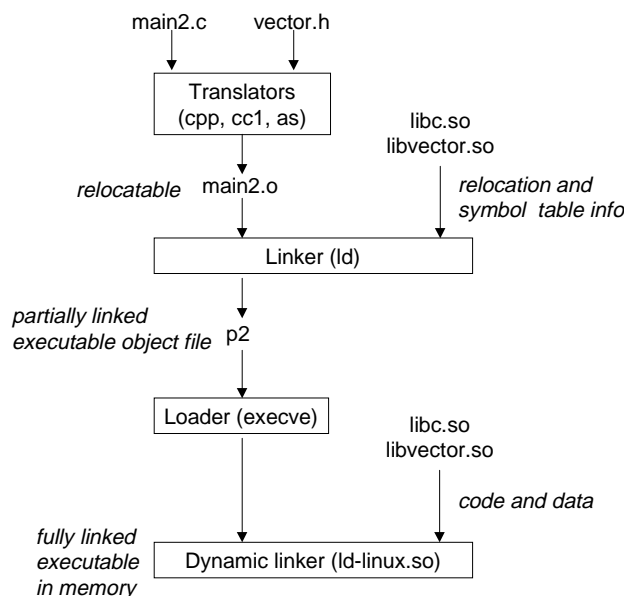 main2.c vector.h
Translators
(cpp, cc1, as)
libc.so
libvector.so
relocatable main2.o
relocation and
symbol table info
Linker (ld)
partially linked
executable object file
p2
Loader (execve)
libc.so
libvector.so
code and data
fully linked
executable
in memory
Dynamic linker (ld-linux.so)